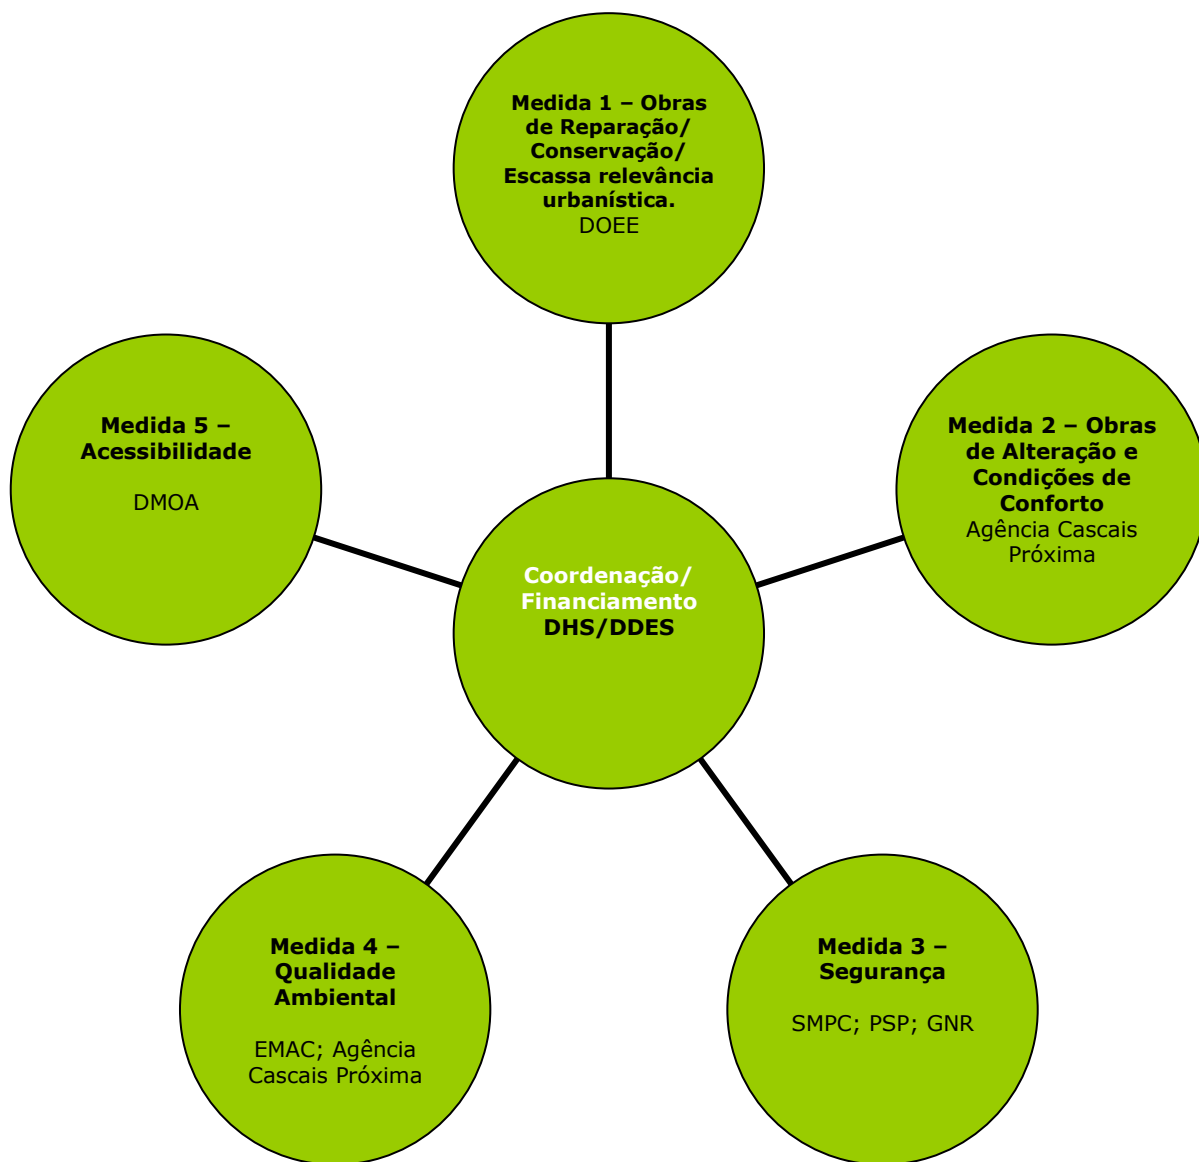 Medida 1 – Obras
de Reparação/
Conservação/
Escassa relevância
urbanística.
DOEE
Medida 5 –
Acessibilidade
DMOA
Medida 2 – Obras
de Alteração e
Condições de
Conforto
Agência Cascais
Próxima
Coordenação/
Financiamento
DHS/DDES
Medida 4 –
Qualidade
Ambiental
EMAC; Agência
Cascais Próxima
Medida 3 –
Segurança
SMPC; PSP; GNR